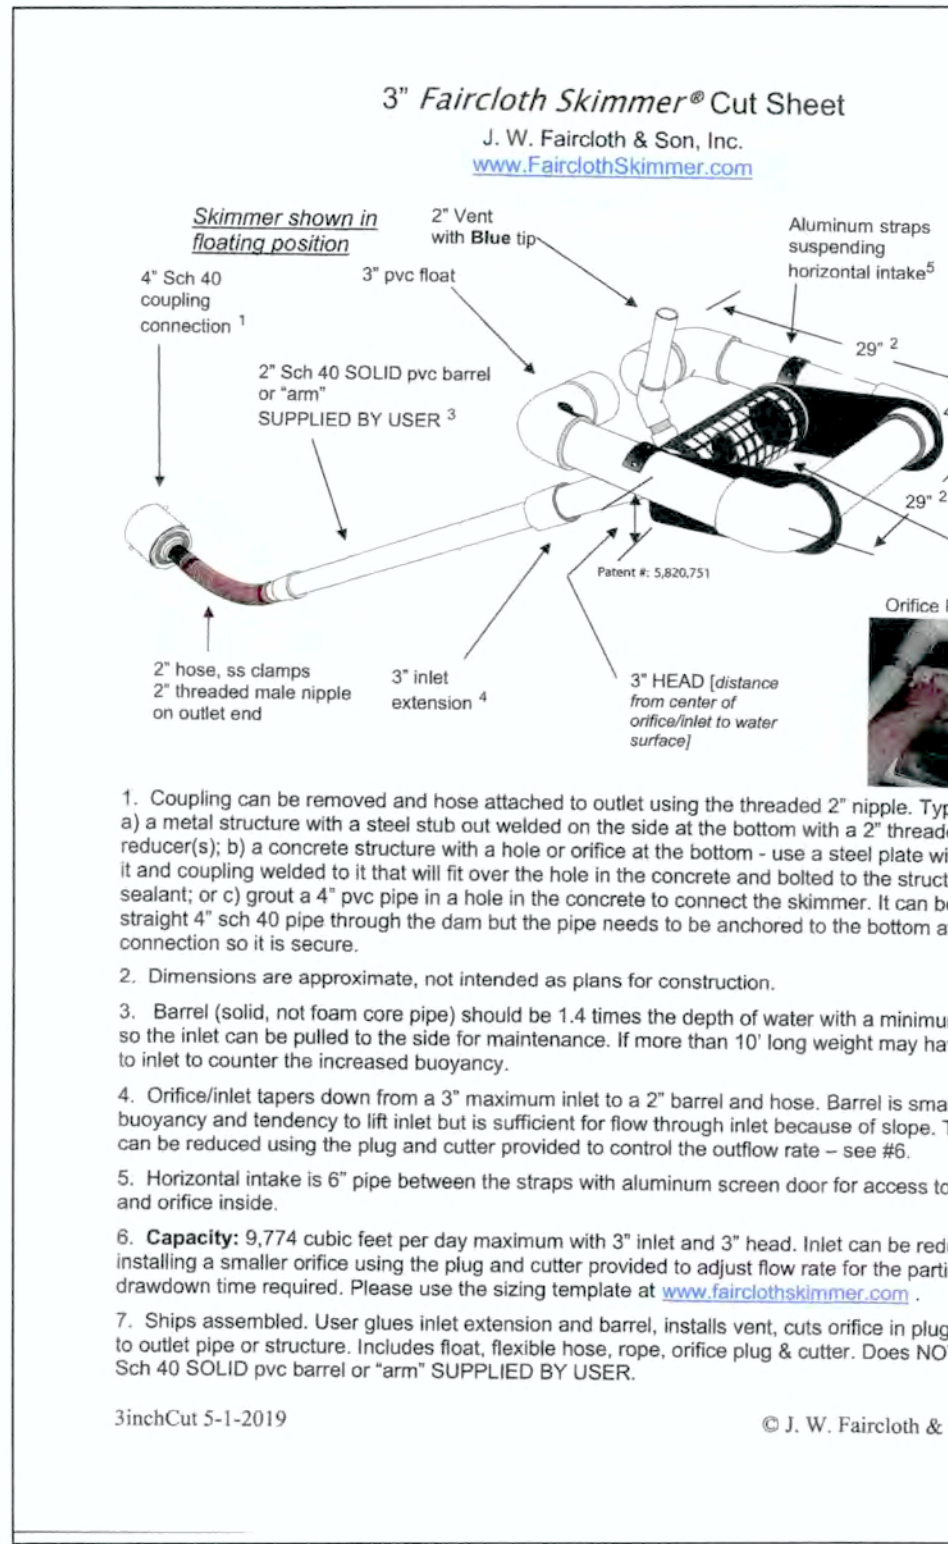 3" Faircloth Skimmer® Cut Sheet
J. W. Faircloth & Son, Inc.
www.FairclothSkimmer.com
Skimmer shown in
floating position
2" Vent
with Blue tip
Aluminum straps
suspending
horizontal intake5
4" Sch 40
coupling
connection 1
3" pvc float
29" 2
2" Sch 40 SOLID pvc barrel
or "arm"
SUPPLIED BY USER 3
29" 2
Patent #: 5,820,751
Orifice
2" hose, ss clamps
2" threaded male nipple
on outlet end
3" inlet
extension 4
3" HEAD [distance
from center of
orifice/inlet to water
surface]
1. Coupling can be removed and hose attached to outlet using the threaded 2" nipple. Typ
a) a metal structure with a steel stub out welded on the side at the bottom with a 2" threade
reducer(s); b) a concrete structure with a hole or orifice at the bottom - use a steel plate wi
it and coupling welded to it that will fit over the hole in the concrete and bolted to the struct
sealant; or c) grout a 4" pvc pipe in a hole in the concrete to connect the skimmer. It can be
straight 4" sch 40 pipe through the dam but the pipe needs to be anchored to the bottom a
connection so it is secure.
2. Dimensions are approximate, not intended as plans for construction.
3. Barrel (solid, not foam core pipe) should be 1.4 times the depth of water with a minimu
so the inlet can be pulled to the side for maintenance. If more than 10' long weight may ha
to inlet to counter the increased buoyancy.
4. Orifice/inlet tapers down from a 3" maximum inlet to a 2" barrel and hose. Barrel is sma
buoyancy and tendency to lift inlet but is sufficient for flow through inlet because of slope. T
can be reduced using the plug and cutter provided to control the outflow rate – see #6.
5. Horizontal intake is 6" pipe between the straps with aluminum screen door for access to
and orifice inside.
6. Capacity: 9,774 cubic feet per day maximum with 3" inlet and 3" head. Inlet can be red
installing a smaller orifice using the plug and cutter provided to adjust flow rate for the parti
drawdown time required. Please use the sizing template at www.fairclothskimmer.com .
7. Ships assembled. User glues inlet extension and barrel, installs vent, cuts orifice in plug
to outlet pipe or structure. Includes float, flexible hose, rope, orifice plug & cutter. Does NO
Sch 40 SOLID pvc barrel or "arm" SUPPLIED BY USER.
3inchCut 5-1-2019
© J. W. Faircloth &